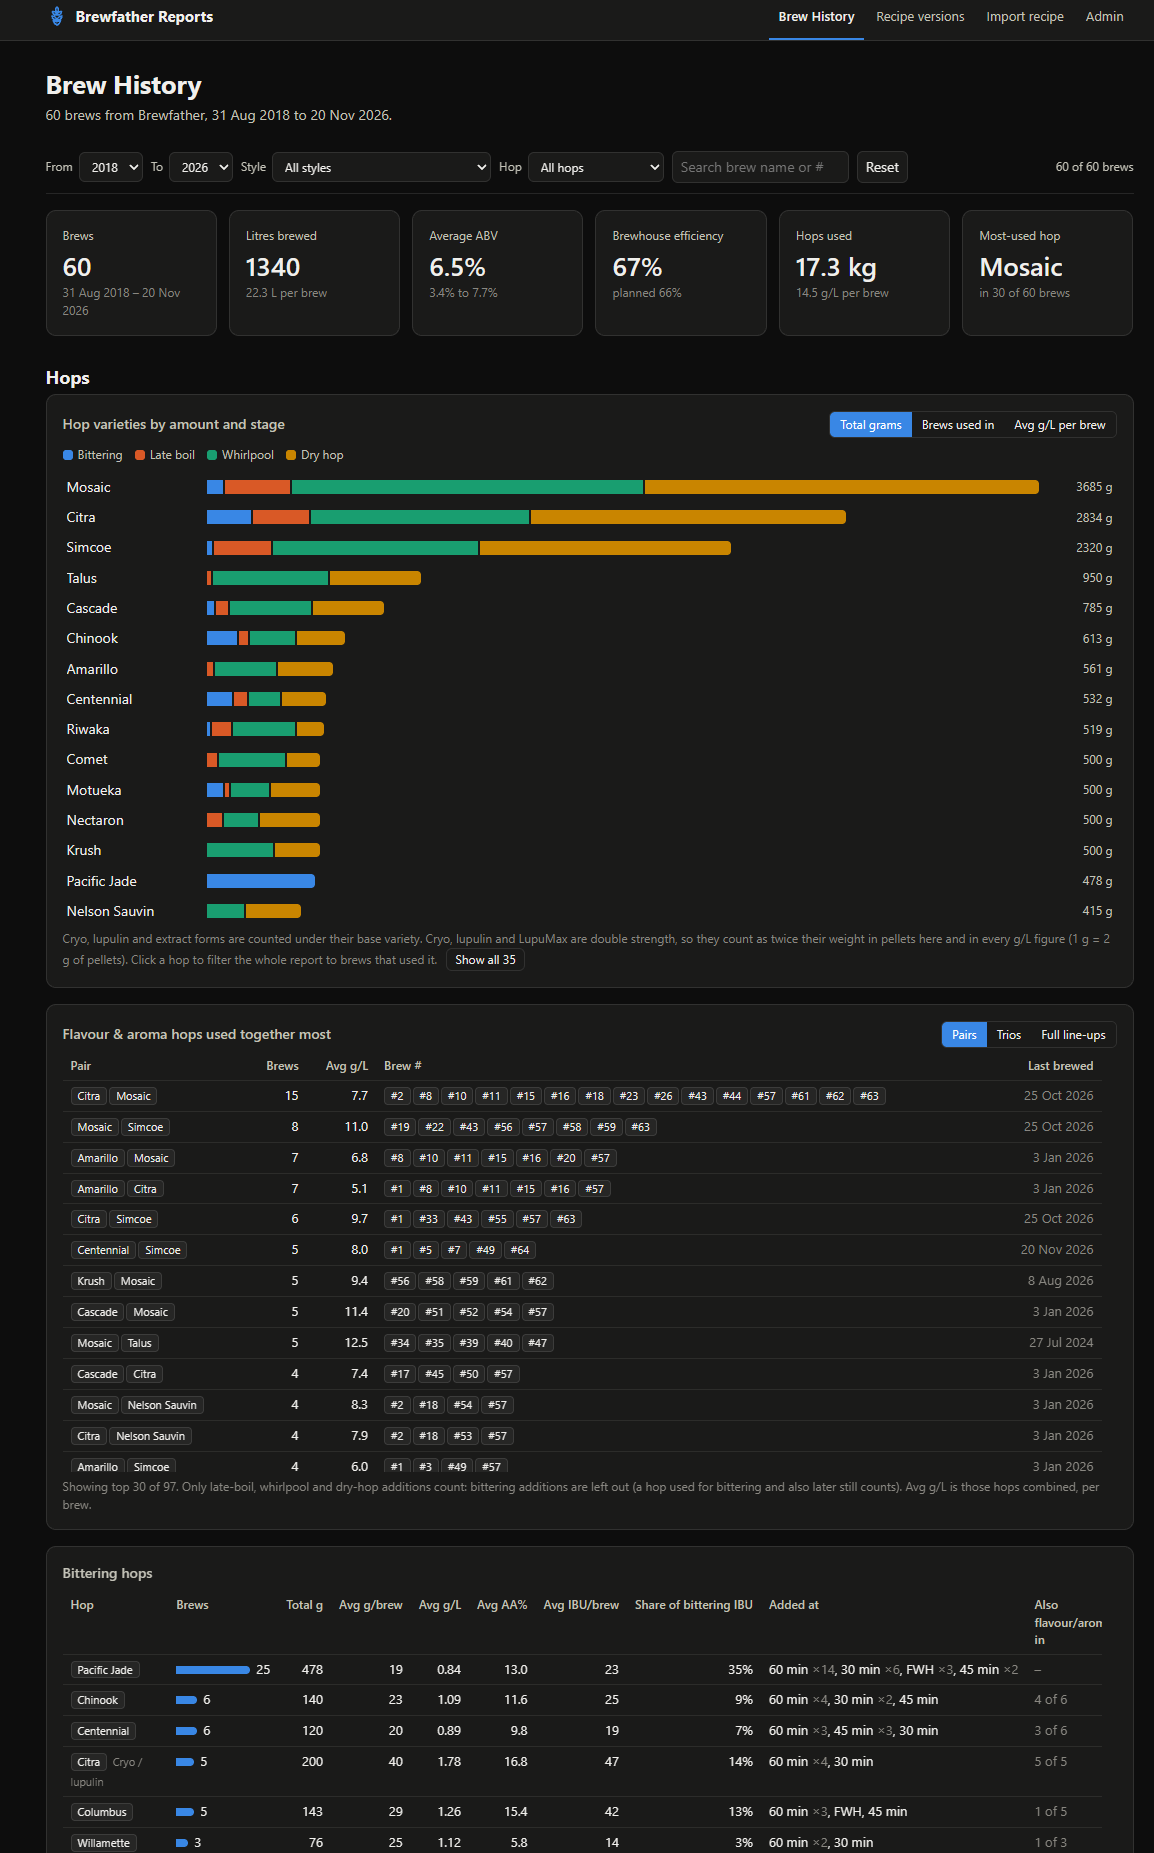 Brewfather Reports
Brew History Recipe versions Import recipe Admin
Brew History
60 brews from Brewfather, 31 Aug 2018 to 20 Nov 2026.
From 2018 To 2026 Style All styles Hop All hops Search brew name or # Reset 60 of 60 brews
Brews
60
31 Aug 2018 – 20 Nov
2026
Litres brewed
1340
22.3 L per brew
Average ABV
6.5%
3.4% to 7.7%
Brewhouse efficiency
67%
planned 66%
Hops used
17.3 kg
14.5 g/L per brew
Most-used hop
Mosaic
in 30 of 60 brews
Hops
Hop varieties by amount and stage
Total grams Brews used in Avg g/L per brew
Bittering Late boil Whirlpool Dry hop
Mosaic 3685 g
Citra 2834 g
Simcoe 2320 g
Talus 950 g
Cascade 785 g
Chinook 613 g
Amarillo 561 g
Centennial 532 g
Riwaka 519 g
Comet 500 g
Motueka 500 g
Nectaron 500 g
Krush 500 g
Pacific Jade 478 g
Nelson Sauvin 415 g
Cryo, lupulin and extract forms are counted under their base variety. Cryo, lupulin and LupuMax are double strength, so they count as twice their weight in pellets here and in every g/L figure (1 g = 2
g of pellets). Click a hop to filter the whole report to brews that used it. Show all 35
Flavour & aroma hops used together most
Pairs Trios Full line-ups
Pair Brews Avg g/L Brew # Last brewed
Citra Mosaic 15 7.7 #2 #8 #10 #11 #15 #16 #18 #23 #26 #43 #44 #57 #61 #62 #63 25 Oct 2026
Mosaic Simcoe 8 11.0 #19 #22 #43 #56 #57 #58 #59 #63 25 Oct 2026
Amarillo Mosaic 7 6.8 #8 #10 #11 #15 #16 #20 #57 3 Jan 2026
Amarillo Citra 7 5.1 #1 #8 #10 #11 #15 #16 #57 3 Jan 2026
Citra Simcoe 6 9.7 #1 #33 #43 #55 #57 #63 25 Oct 2026
Centennial Simcoe 5 8.0 #1 #5 #7 #49 #64 20 Nov 2026
Krush Mosaic 5 9.4 #56 #58 #59 #61 #62 8 Aug 2026
Cascade Mosaic 5 11.4 #20 #51 #52 #54 #57 3 Jan 2026
Mosaic Talus 5 12.5 #34 #35 #39 #40 #47 27 Jul 2024
Cascade Citra 4 7.4 #17 #45 #50 #57 3 Jan 2026
Mosaic Nelson Sauvin 4 8.3 #2 #18 #54 #57 3 Jan 2026
Citra Nelson Sauvin 4 7.9 #2 #18 #53 #57 3 Jan 2026
Amarillo Simcoe 4 6.0 #1 #3 #49 #57 3 Jan 2026
Showing top 30 of 97. Only late-boil, whirlpool and dry-hop additions count: bittering additions are left out (a hop used for bittering and also later still counts). Avg g/L is those hops combined, per
brew.
Bittering hops
Hop Brews Total g Avg g/brew Avg g/L Avg AA% Avg IBU/brew Share of bittering IBU Added at Also
flavour/arom
in
Pacific Jade 25 478 19 0.84 13.0 23 35% 60 min ×14, 30 min ×6, FWH ×3, 45 min ×2 –
Chinook 6 140 23 1.09 11.6 25 9% 60 min ×4, 30 min ×2, 45 min 4 of 6
Centennial 6 120 20 0.89 9.8 19 7% 60 min ×3, 45 min ×3, 30 min 3 of 6
Citra Cryo / 5 200 40 1.78 16.8 47 14% 60 min ×4, 30 min 5 of 5
lupulin
Columbus 5 143 29 1.26 15.4 42 13% 60 min ×3, FWH, 45 min 1 of 5
Willamette 3 76 25 1.12 5.8 14 3% 60 min ×2, 30 min 1 of 3